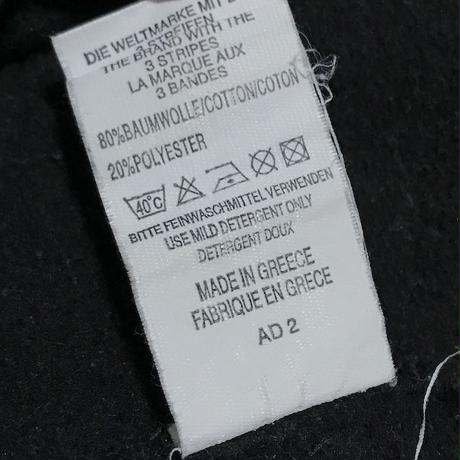 DIE WELTMARKE MIT
3 STREIFEN
THE BRAND WITH THE
3 STRIPES
LA MARQUE AUX
3 BANDES
80%BAUMWOLLE/COTTON/COTON
20%POLYESTER
40°C
BITTE FEINWASCHMITTEL VERWENDEN
USE MILD DETERGENT ONLY
DETERGENT DOUX
MADE IN GREECE
FABRIQUE EN GRECE
AD 2